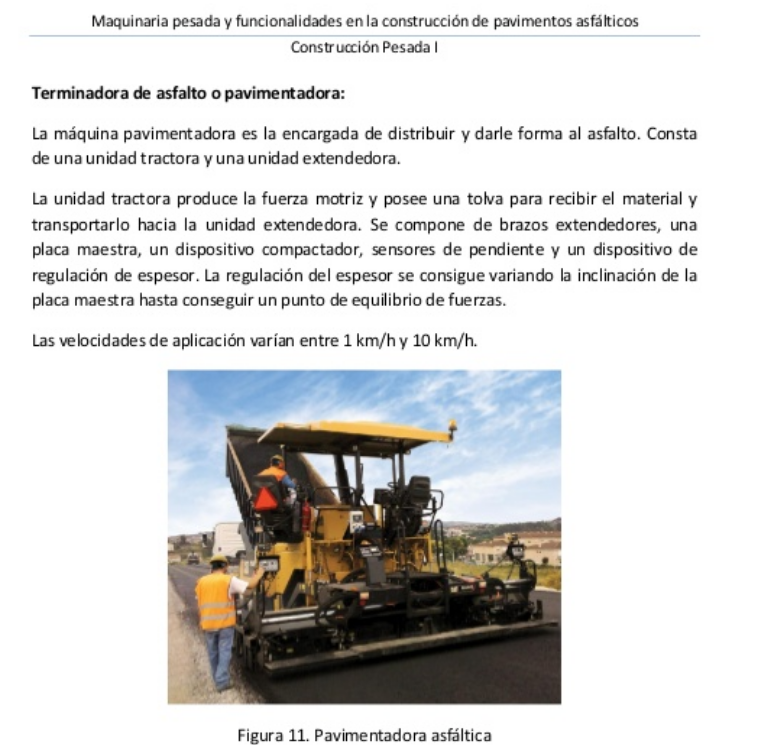 Maquinaria pesada y funcionalidades en la construcción de pavimentos asfálticos
Construcción Pesada I
Terminadora de asfalto o pavimentadora:
La máquina pavimentadora es la encargada de distribuir y darle forma al asfalto. Consta
de una unidad tractora y una unidad extendedora.
La unidad tractora produce la fuerza motriz y posee una tolva para recibir el material y
transportarlo hacia la unidad extendedora. Se compone de brazos extendedores, una
placa maestra, un dispositivo compactador, sensores de pendiente y un dispositivo de
regulación de espesor. La regulación del espesor se consigue variando la inclinación de la
placa maestra hasta conseguir un punto de equilibrio de fuerzas.
Las velocidades de aplicación varían entre 1 km/h y 10 km/h.
Figura 11. Pavimentadora asfáltica